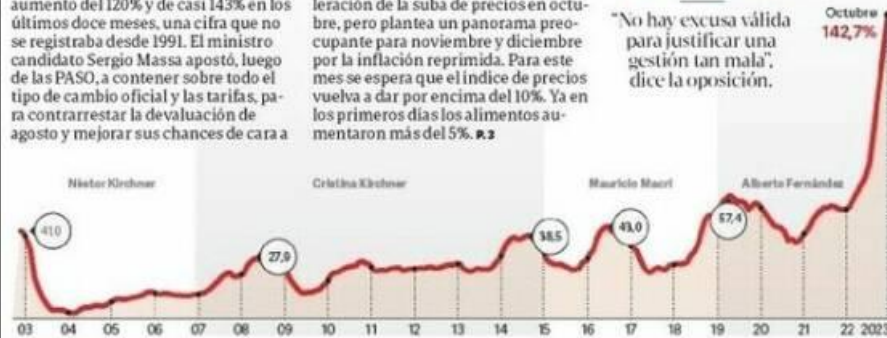 aumento del 120% y de casi 143% en los
últimos doce meses, una cifra que no
se registraba desde 1991. El ministro
candidato Sergio Massa apostó, luego
de las PASO, a contener sobre todo el
tipo de cambio oficial y las tarifas, pa-
ra contrarrestar la devaluación de
agosto y mejorar sus chances de cara a
leración de la suba de precios en octu-
bre, pero plantea un panorama preo-
cupante para noviembre y diciembre
por la inflación reprimida. Para este
mes se espera que el índice de precios
vuelva a dar por encima del 10%. Ya en
los primeros días los alimentos au-
mentaron más del 5%. P.3
"No hay excusa válida
para justificar una
gestión tan mala",
dice la oposición.
Octubre
142,7%
Néstor Kirchner
Cristina Kirchner
Mauricio Macri
Alberto Fernández
41,0
27,9
38,5
43,0
57,4
03 04 05 06 07 08 09 10 11 12 13 14 15 16 17 18 19 20 21 22 2023